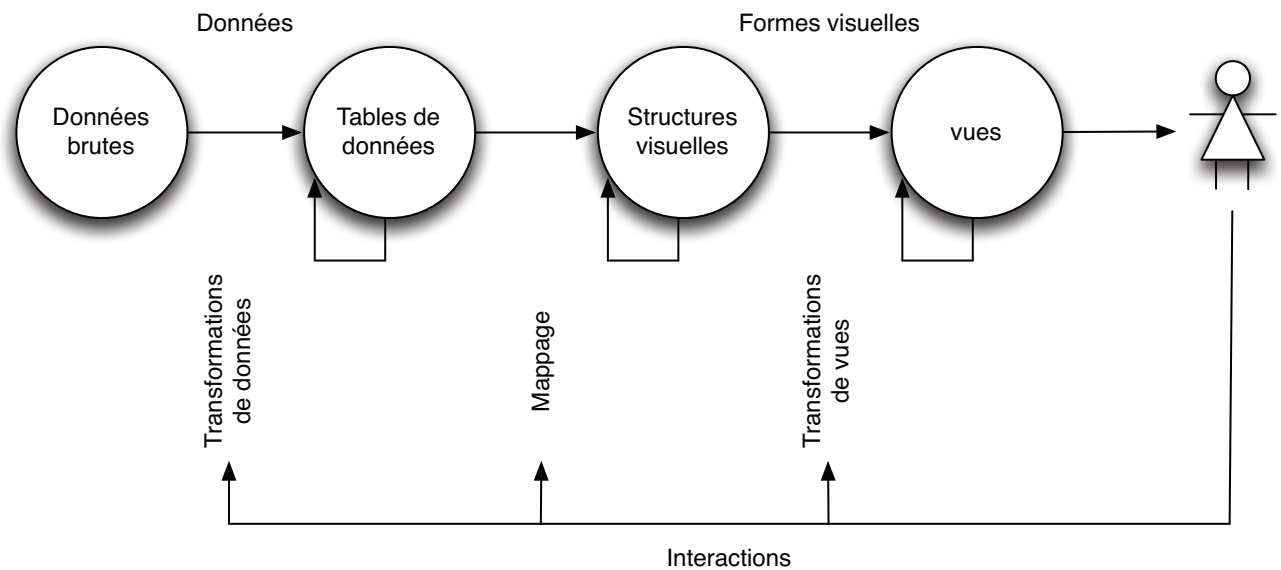 Données
Formes visuelles
Données
brutes
Tables de
données
Structures
visuelles
vues
Transformations
de données
Mappage
Transformations
de vues
Interactions